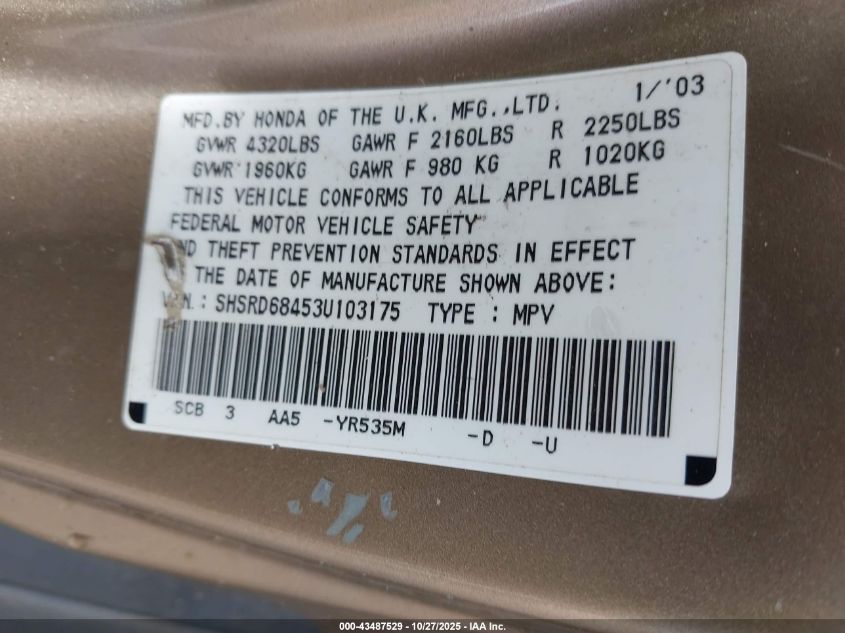 1/'03
MFD.BY HONDA OF THE U.K. MFG.,LTD.
GVWR 4320LBS GAWR F 2160LBS R 2250LBS
GVWR 1960KG GAWR F 980 KG R 1020KG
THIS VEHICLE CONFORMS TO ALL APPLICABLE
FEDERAL MOTOR VEHICLE SAFETY
ND THEFT PREVENTION STANDARDS IN EFFECT
THE DATE OF MANUFACTURE SHOWN ABOVE:
SHSRD68453U103175 TYPE : MPV
SCB 3 AA5 -YR535M -D -U
000-43487529 - 10/27/2025 - IAA Inc.